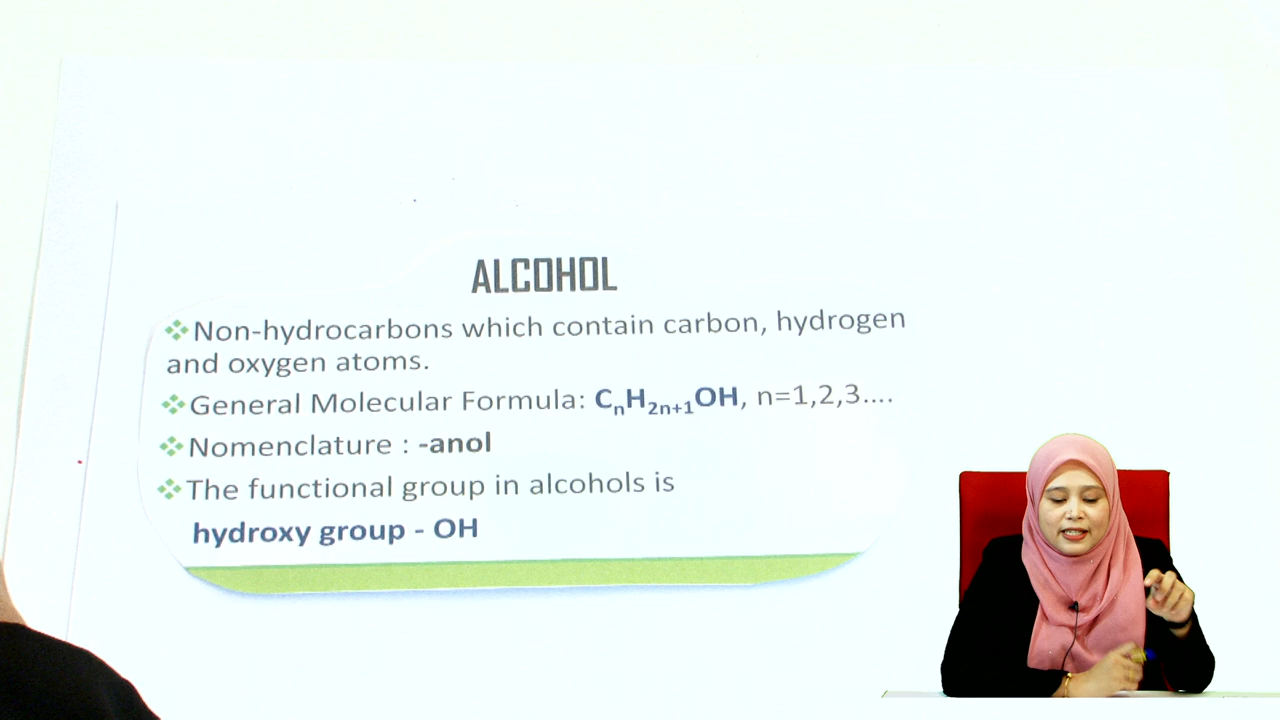 ALCOHOL
❖Non-hydrocarbons which contain carbon, hydrogen
and oxygen atoms.
❖General Molecular Formula: CₙH₂ₙ₊₁OH, n=1,2,3....
❖Nomenclature : -anol
❖The functional group in alcohols is
hydroxy group - OH